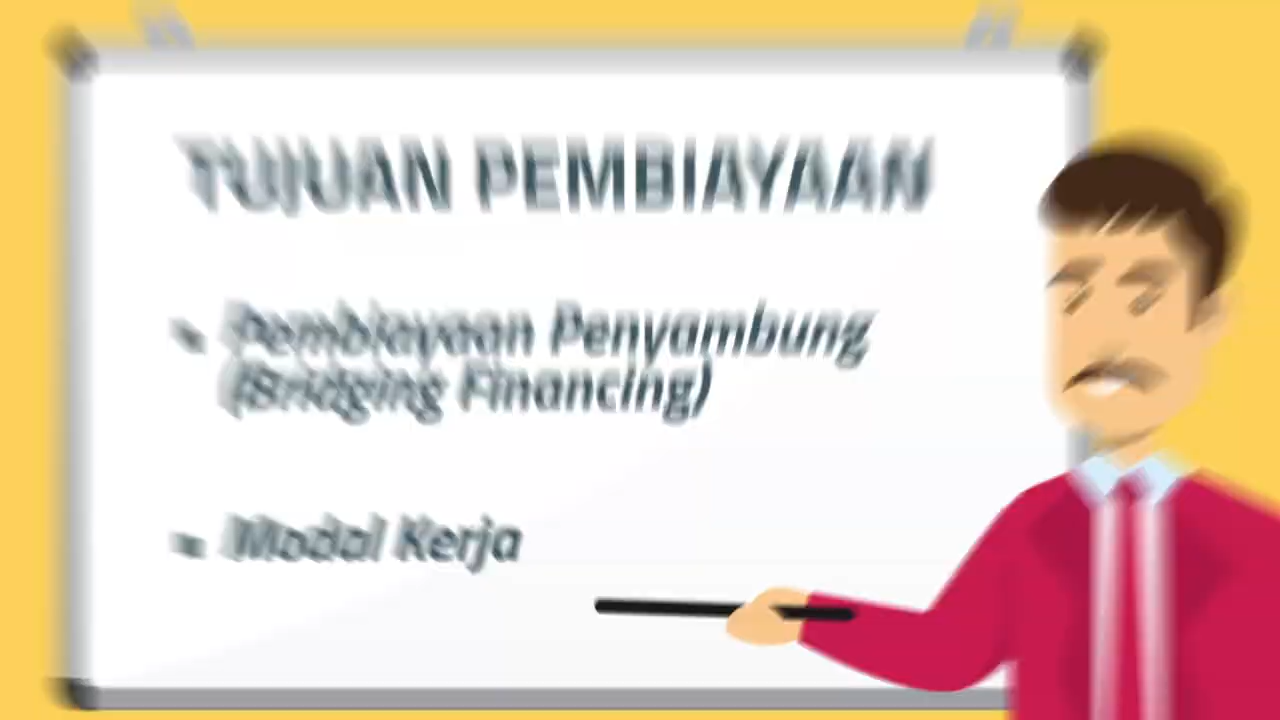 TUJUAN PEMBIAYAAN
• Pembiayaan Penyambung
(Bridging Financing)
• Modal Kerja